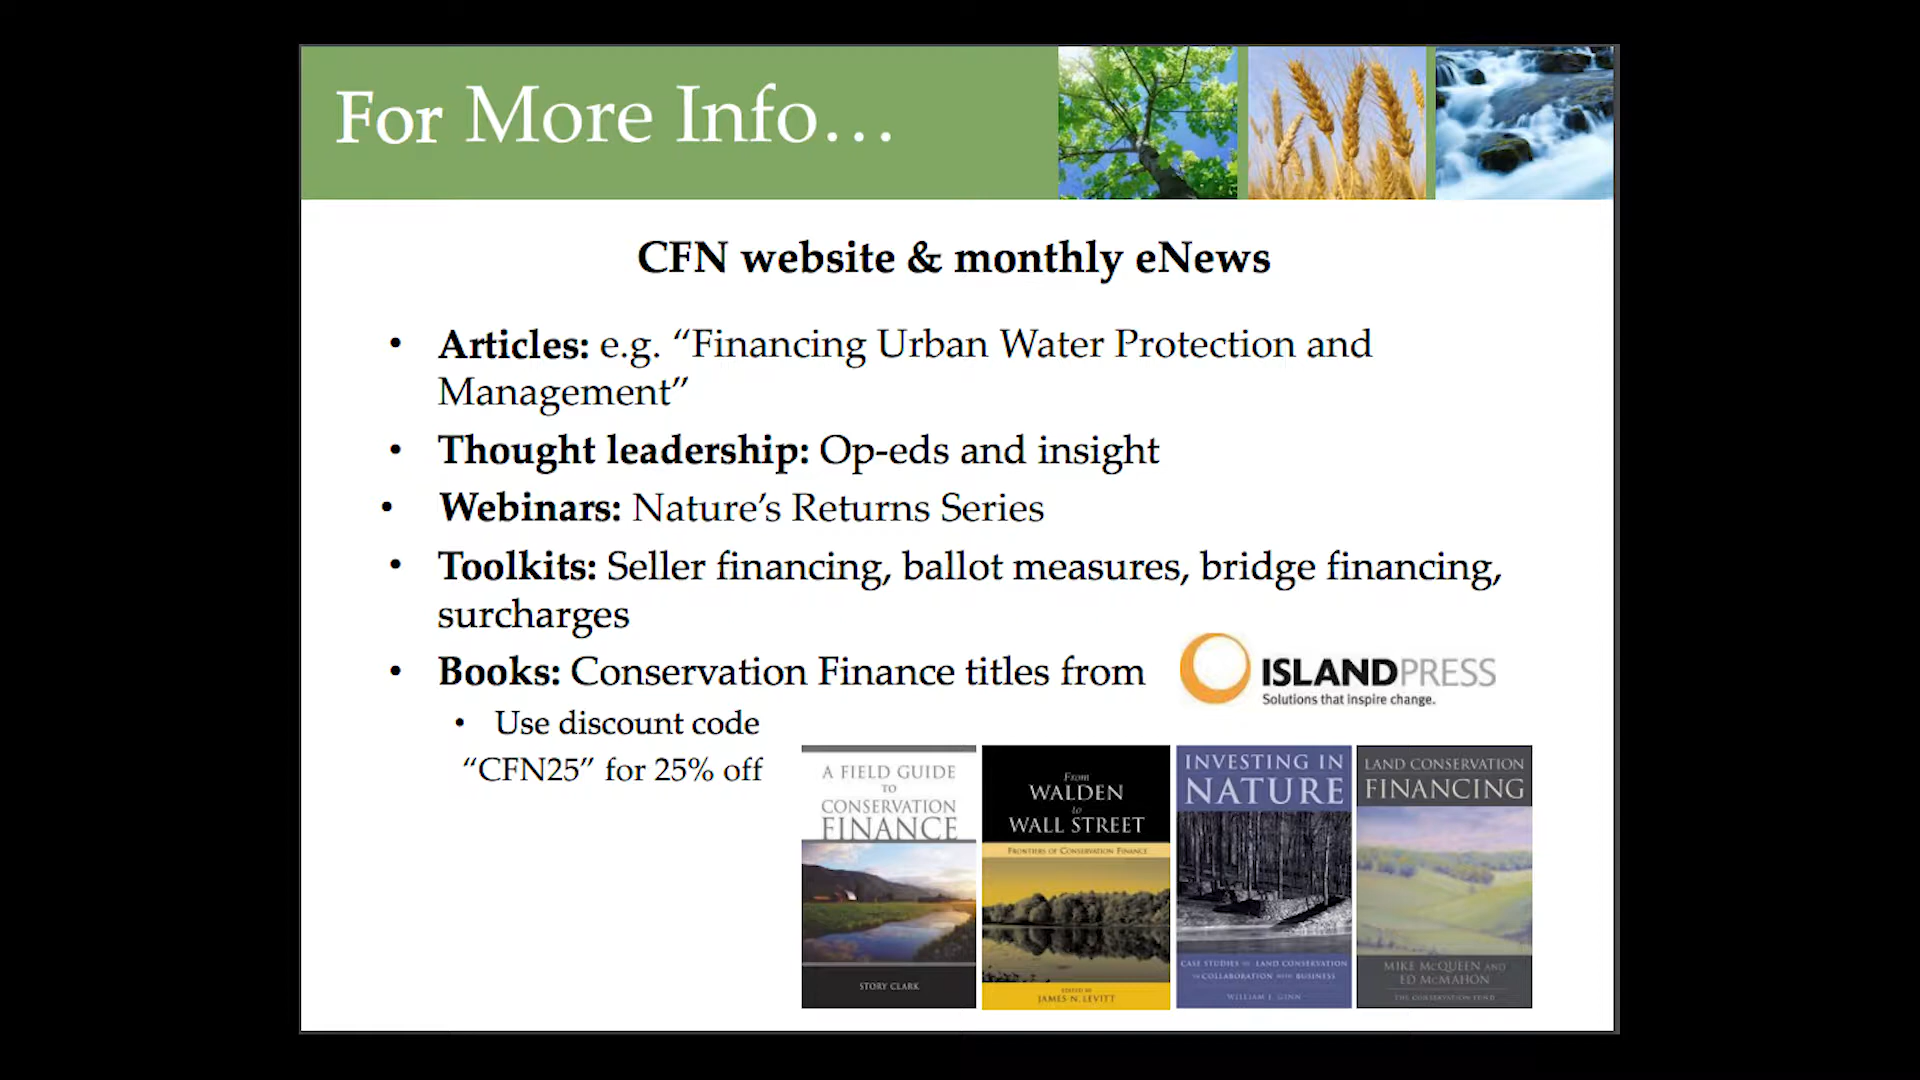 For More Info…
CFN website & monthly eNews
• Articles: e.g. “Financing Urban Water Protection and
Management”
• Thought leadership: Op-eds and insight
• Webinars: Nature’s Returns Series
• Toolkits: Seller financing, ballot measures, bridge financing,
surcharges
• Books: Conservation Finance titles from
ISLANDPRESS
Solutions that inspire change.
• Use discount code
“CFN25” for 25% off
A FIELD GUIDE
TO
CONSERVATION
FINANCE
STORY CLARK
From
WALDEN
to
WALL STREET
FRONTIERS OF CONSERVATION FINANCE
EDITED BY
JAMES N. LEVITT
INVESTING IN
NATURE
CASE STUDIES IN LAND CONSERVATION
IN COLLABORATION WITH BUSINESS
WILLIAM J. GINN
LAND CONSERVATION
FINANCING
MIKE McQUEEN AND
ED McMAHON
THE CONSERVATION FUND